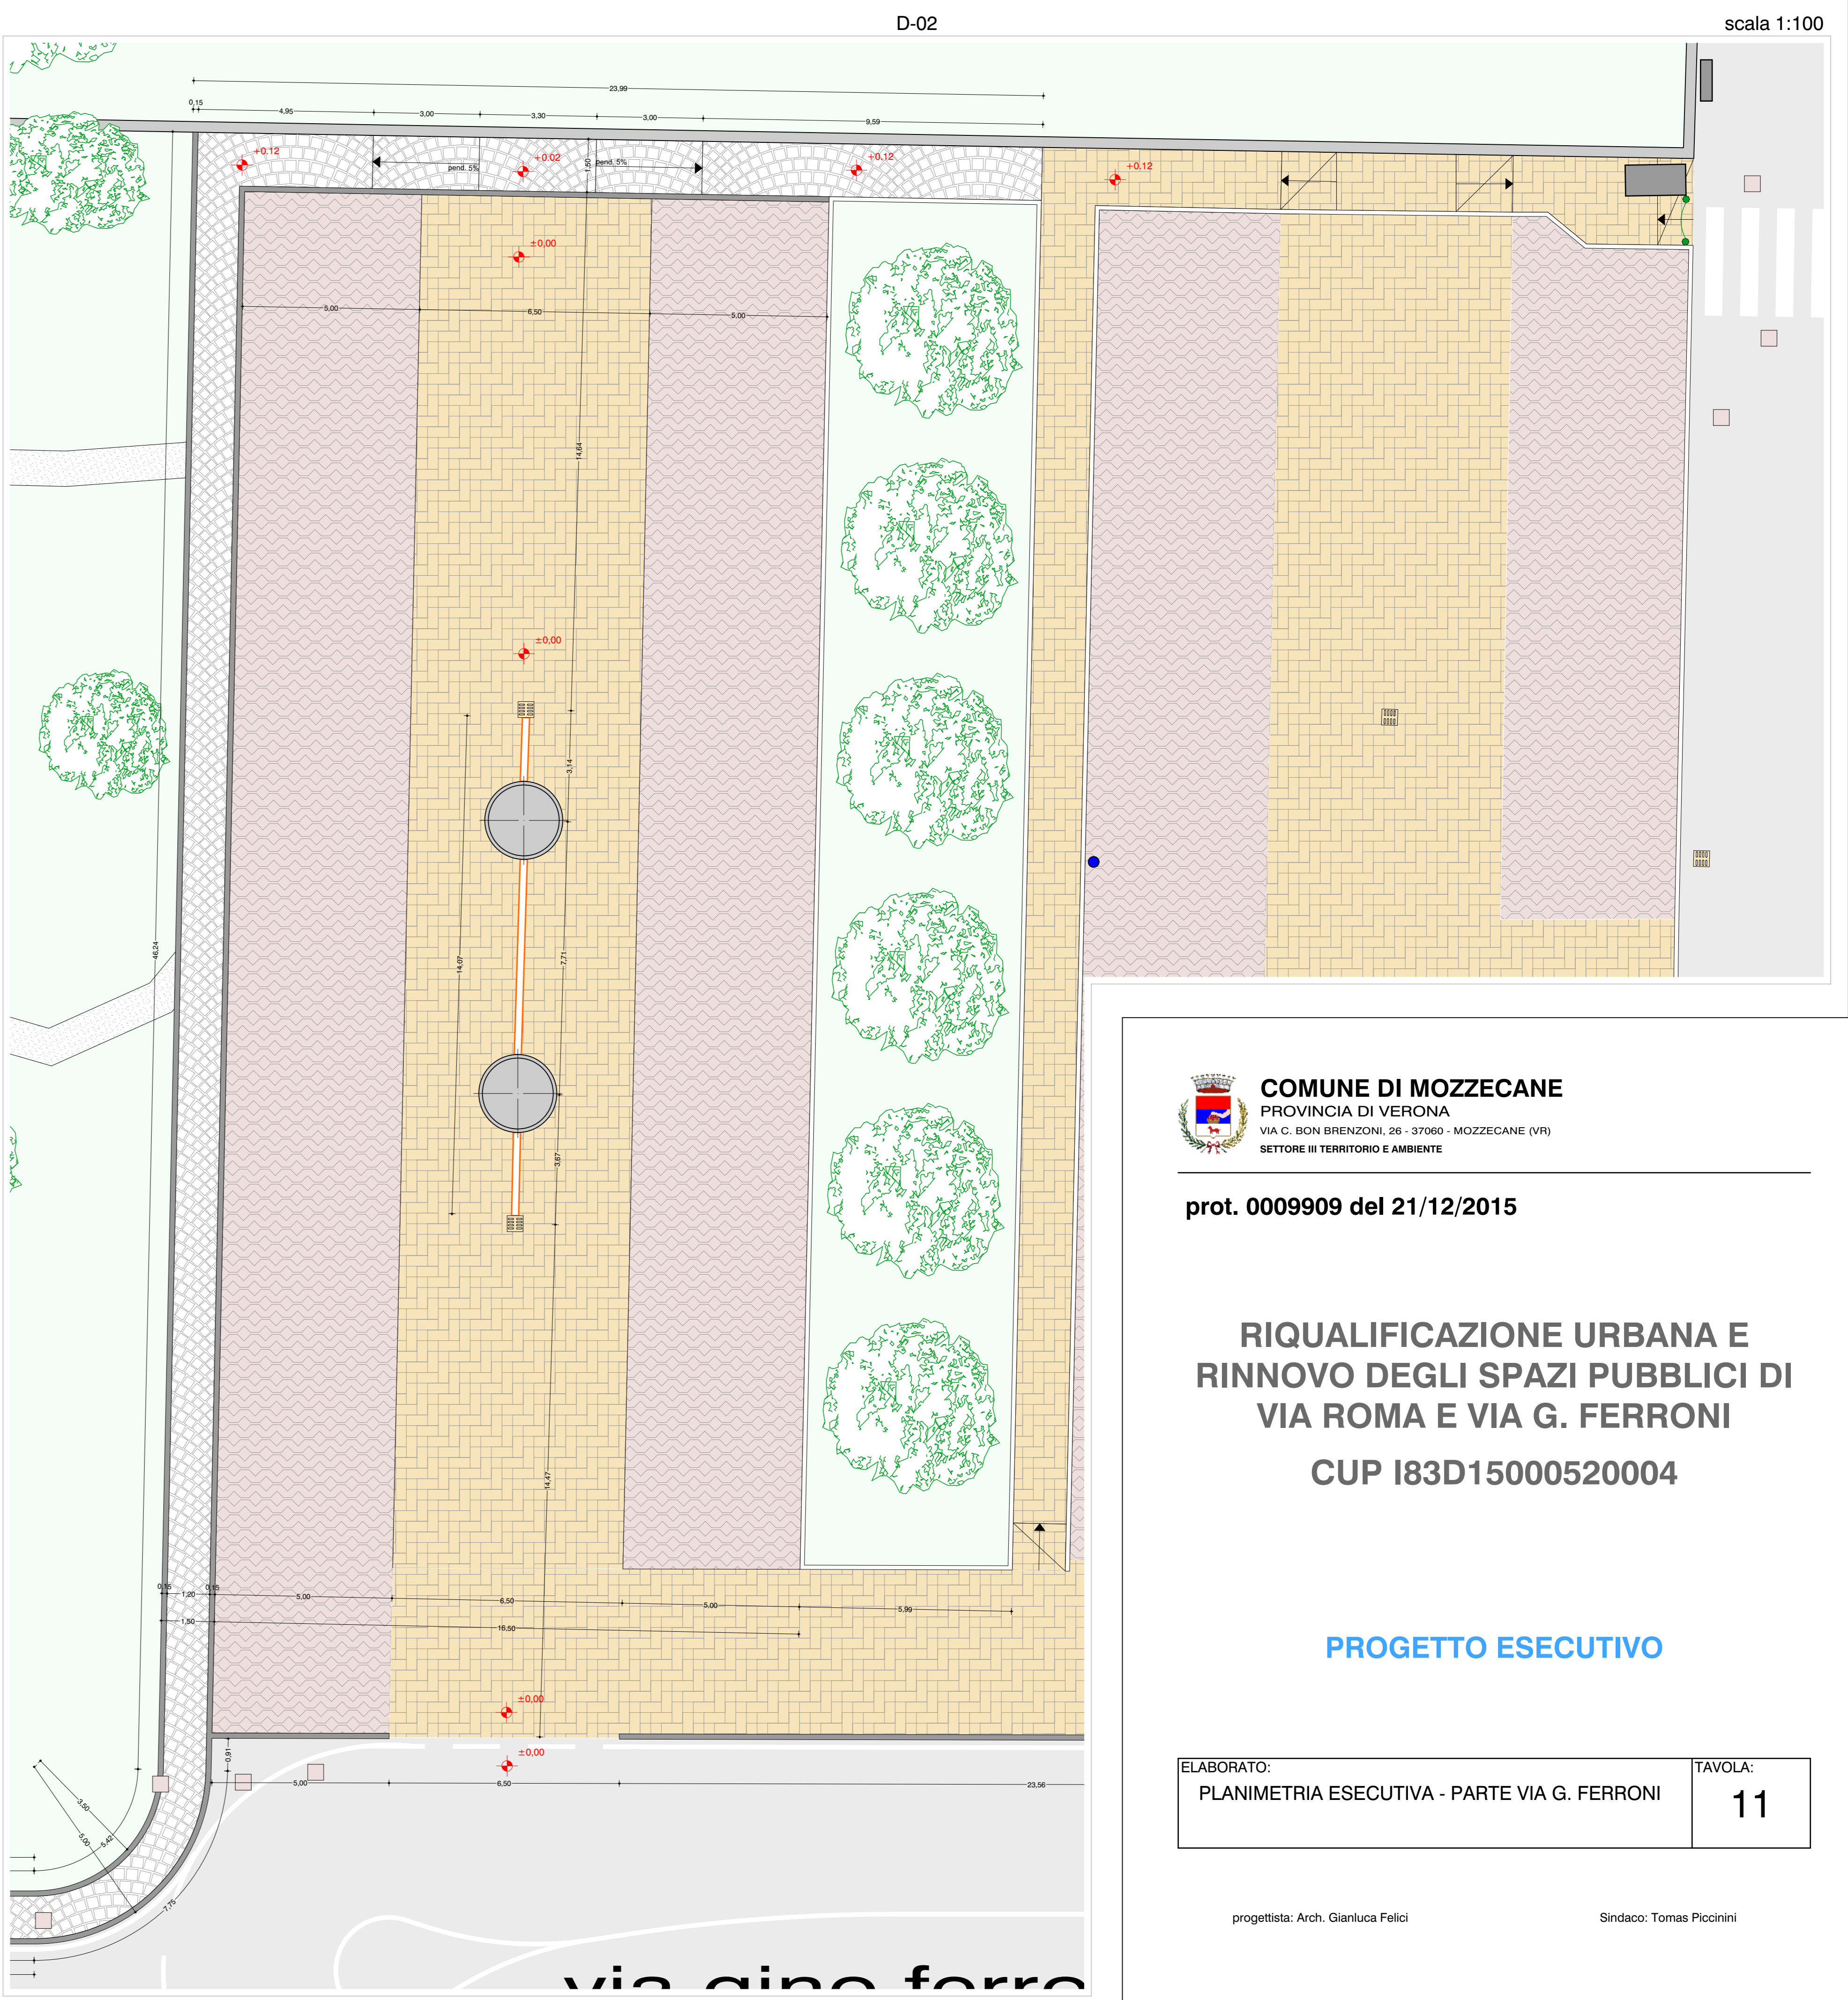 D-02
scala 1:100
23,99
0,15
4,95
3,00
3,30
3,00
9,59
+0.12
+0.02
+0.12
+0,12
pend. 5%
1,50
pend. 5%
±0,00
5,00
6,50
5,00
14,64
±0,00
3,14
46,24
14,07
7,71
3,67
14,47
0,15
1,20
0,15
5,00
6,50
5,00
5,99
1,50
16,50
±0,00
±0,00
0,91
5,00
6,50
23,56
3,50
5,00
5,42
7,75
via gino ferro
COMUNE DI MOZZECANE
PROVINCIA DI VERONA
VIA C. BON BRENZONI, 26 - 37060 - MOZZECANE (VR)
SETTORE III TERRITORIO E AMBIENTE
prot. 0009909 del 21/12/2015
RIQUALIFICAZIONE URBANA E
RINNOVO DEGLI SPAZI PUBBLICI DI
VIA ROMA E VIA G. FERRONI
CUP I83D15000520004
PROGETTO ESECUTIVO
ELABORATO:
PLANIMETRIA ESECUTIVA - PARTE VIA G. FERRONI
TAVOLA:
11
progettista: Arch. Gianluca Felici
Sindaco: Tomas Piccinini